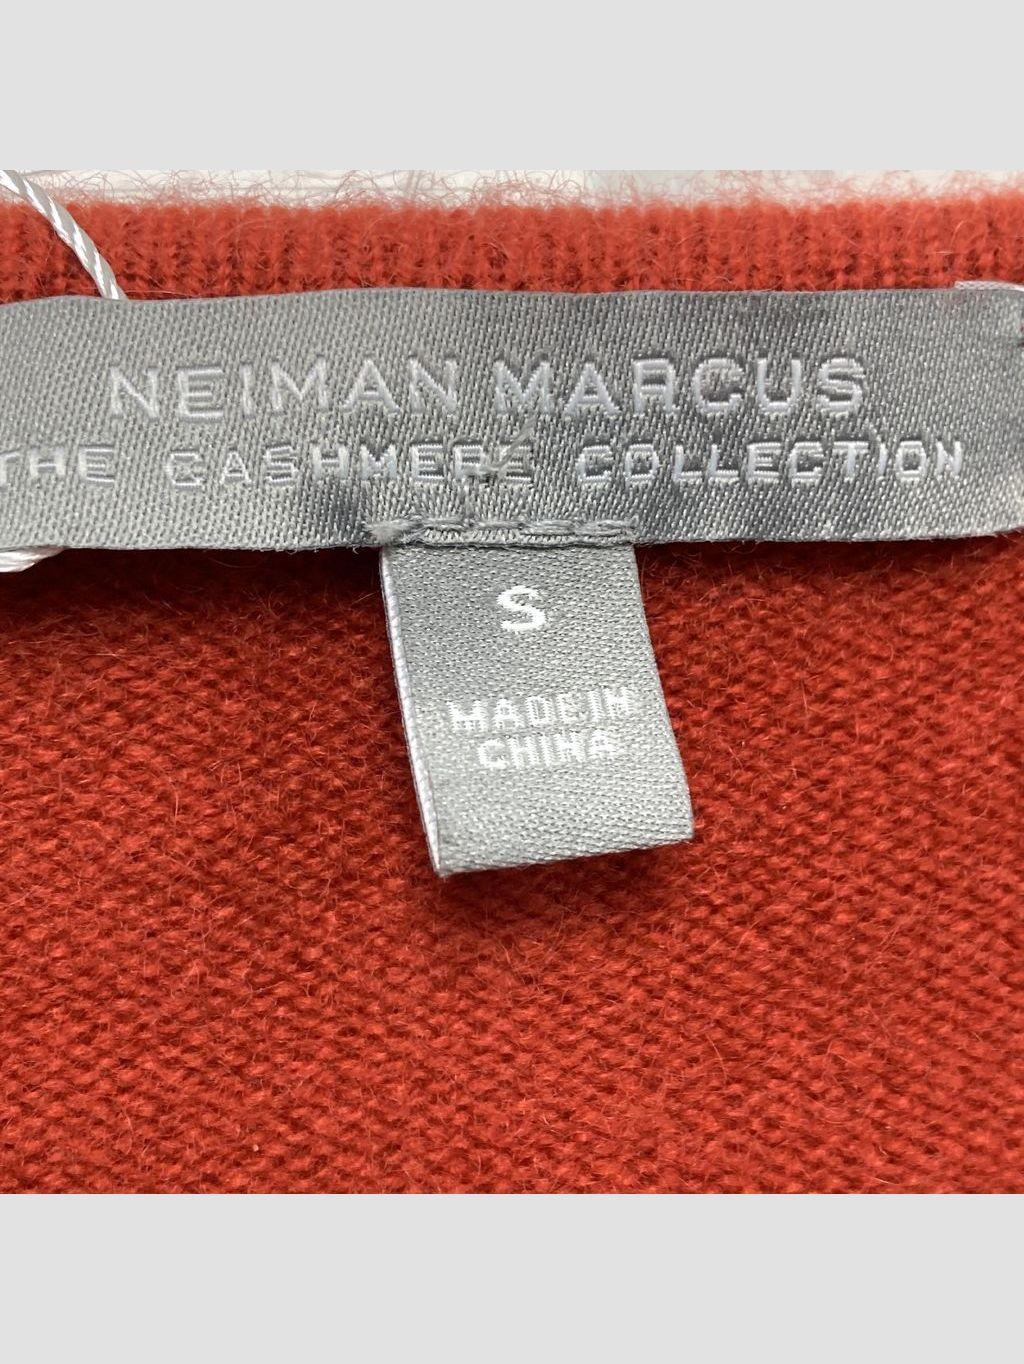 NEIMAN MARCUS
THE CASHMERE COLLECTION
S
MADE IN
CHINA